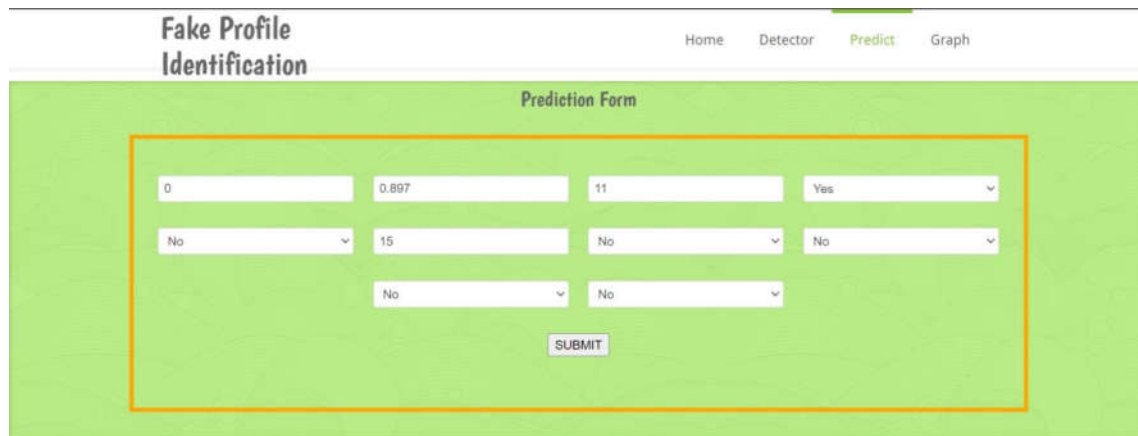 Fake Profile
Identification
Home Detector Predict Graph
Prediction Form
0 0.897 11 Yes
No 15 No No
No No
SUBMIT